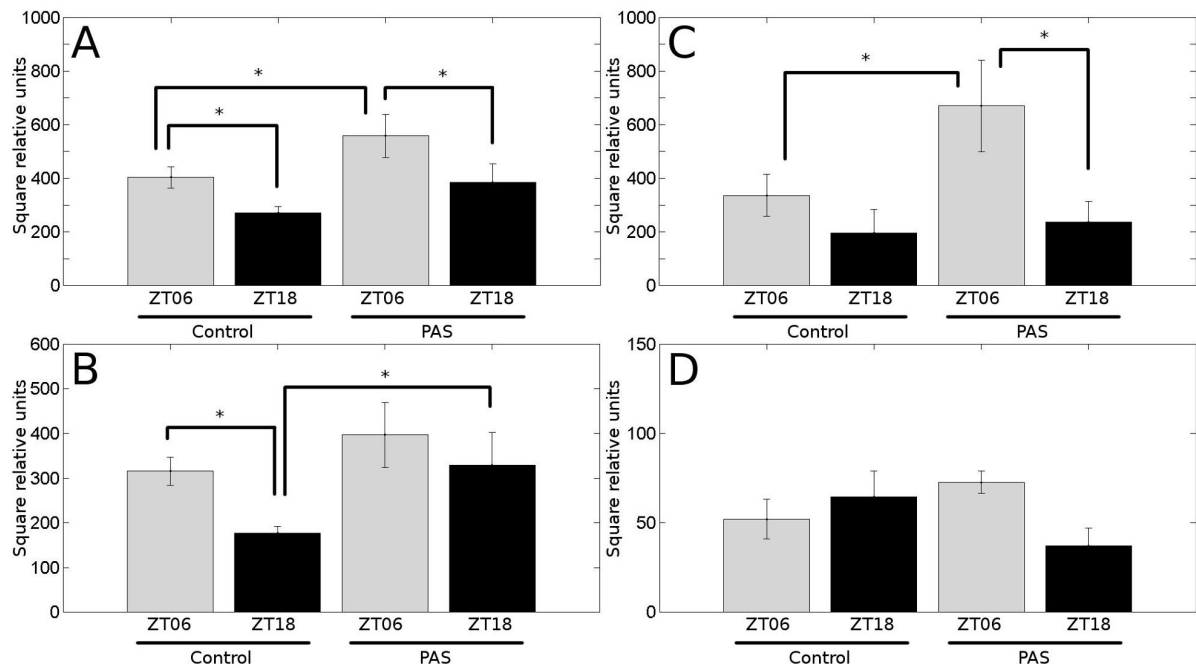 A
Square relative units
1000
800
600
400
200
0
*
*
*
ZT06 ZT18 ZT06 ZT18
Control PAS
C
Square relative units
1000
800
600
400
200
0
*
*
ZT06 ZT18 ZT06 ZT18
Control PAS
B
Square relative units
600
500
400
300
200
100
0
*
*
ZT06 ZT18 ZT06 ZT18
Control PAS
D
Square relative units
150
100
50
0
ZT06 ZT18 ZT06 ZT18
Control PAS